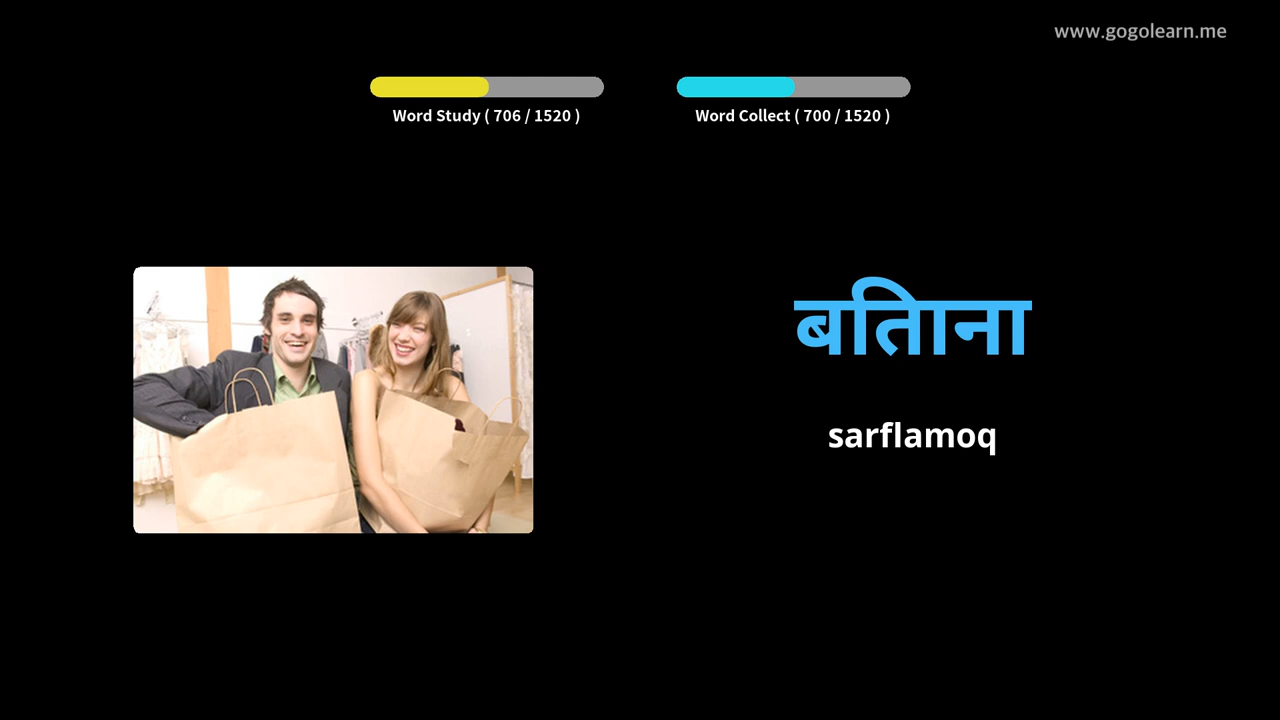 www.gogolearn.me
Word Study ( 706 / 1520 )
Word Collect ( 700 / 1520 )
बिताना
sarflamoq